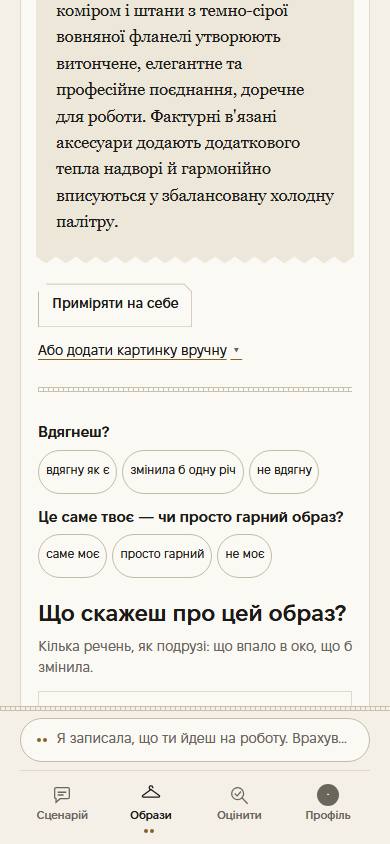 коміром і штани з темно-сірої
вовняної фланелі утворюють
витончене, елегантне та
професійне поєднання, доречне
для роботи. Фактурні в'язані
аксесуари додають додаткового
тепла надворі й гармонійно
вписуються у збалансовану холодну
палітру.
Приміряти на себе
Або додати картинку вручну
Вдягнеш?
вдягну як є
змінила б одну річ
не вдягну
Це саме твоє — чи просто гарний образ?
саме моє
просто гарний
не моє
Що скажеш про цей образ?
Кілька речень, як подрузі: що впало в око, що б
змінила.
Я записала, що ти йдеш на роботу. Врахув...
Сценарій
Образи
Оцінити
Профіль